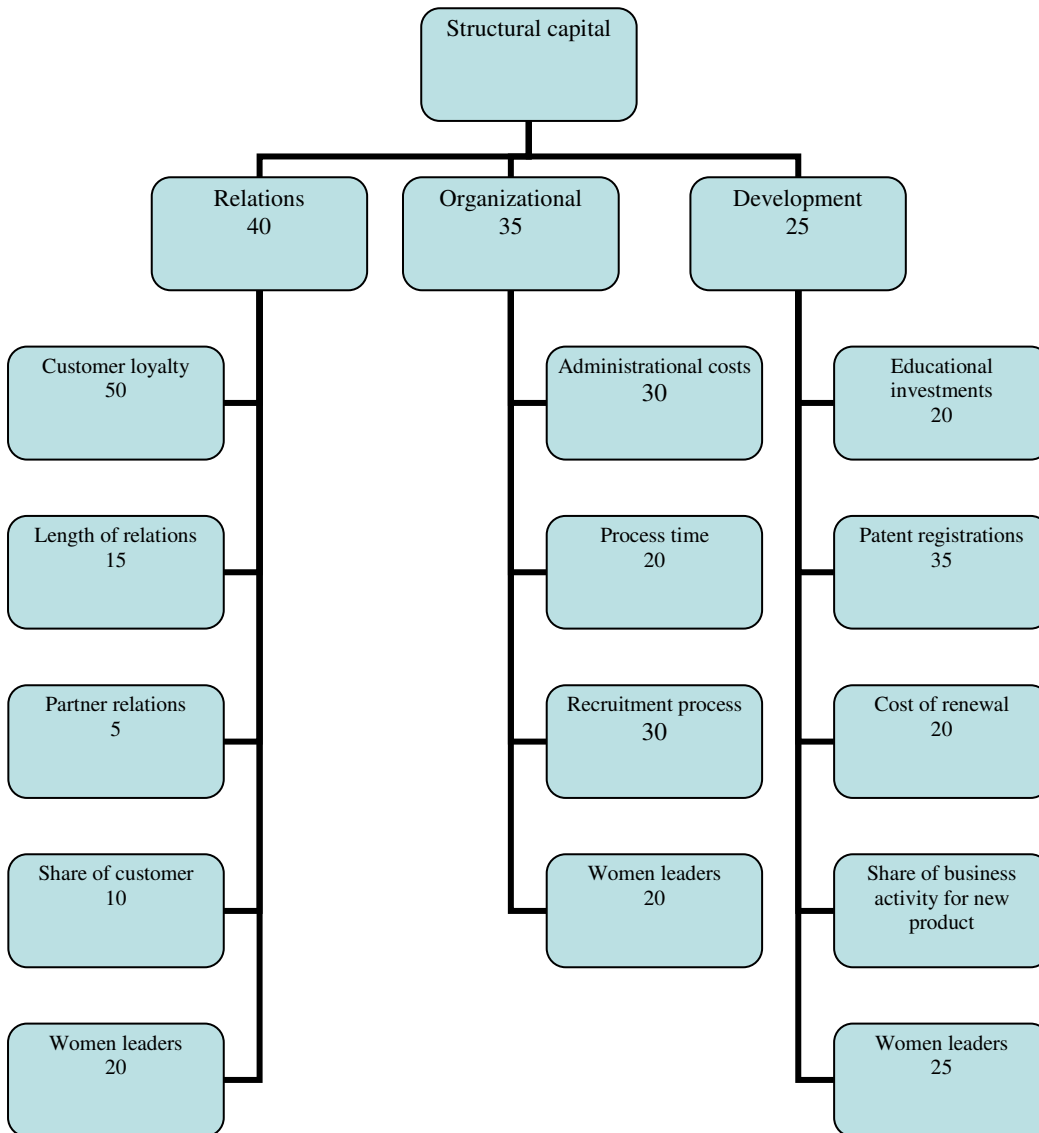 Structural capital
Relations
40
Organizational
35
Development
25
Customer loyalty
50
Administrational costs
30
Educational
investments
20
Length of relations
15
Process time
20
Patent registrations
35
Partner relations
5
Recruitment process
30
Cost of renewal
20
Share of customer
10
Women leaders
20
Share of business
activity for new
product
Women leaders
20
Women leaders
25